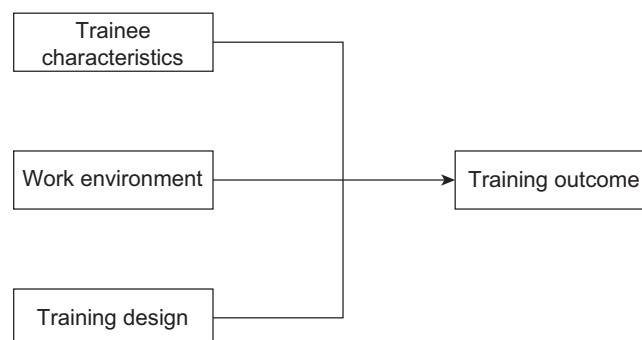 Trainee
characteristics
Work environment
Training outcome
Training design